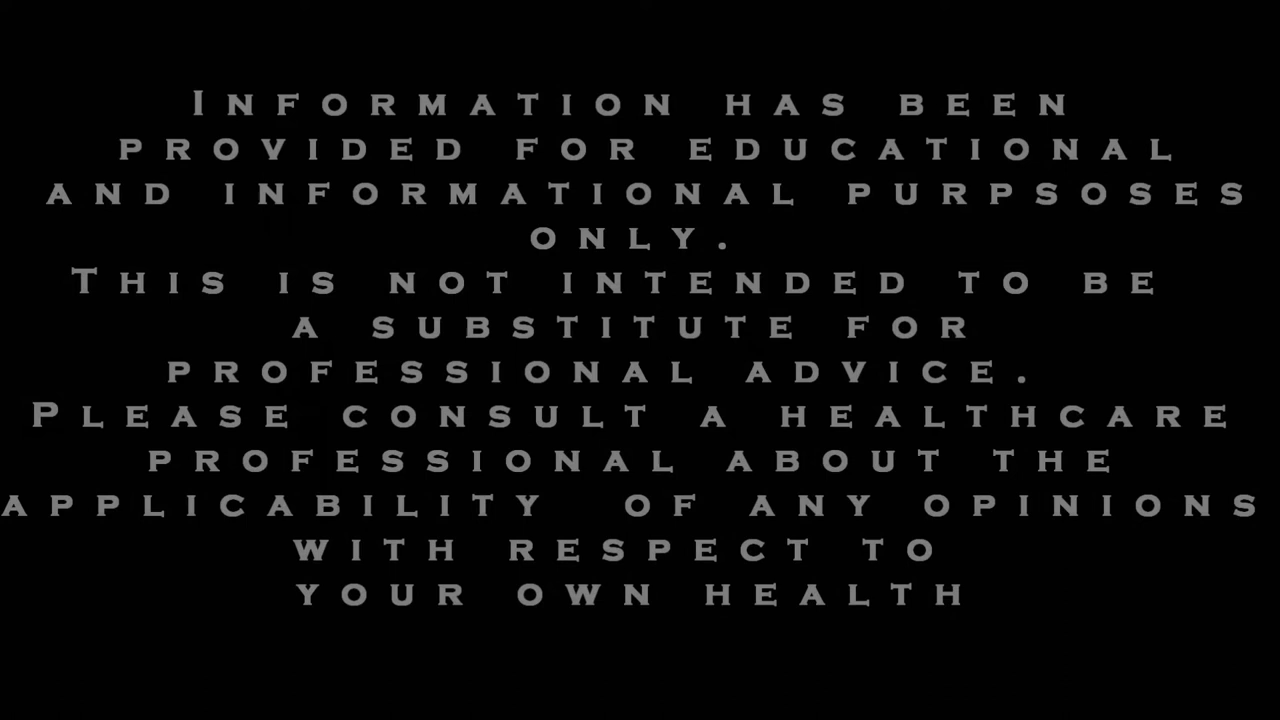 Information has been
provided for educational
and informational purpsoses
only.
This is not intended to be
a substitute for
professional advice.
Please consult a healthcare
professional about the
applicability of any opinions
with respect to
your own health